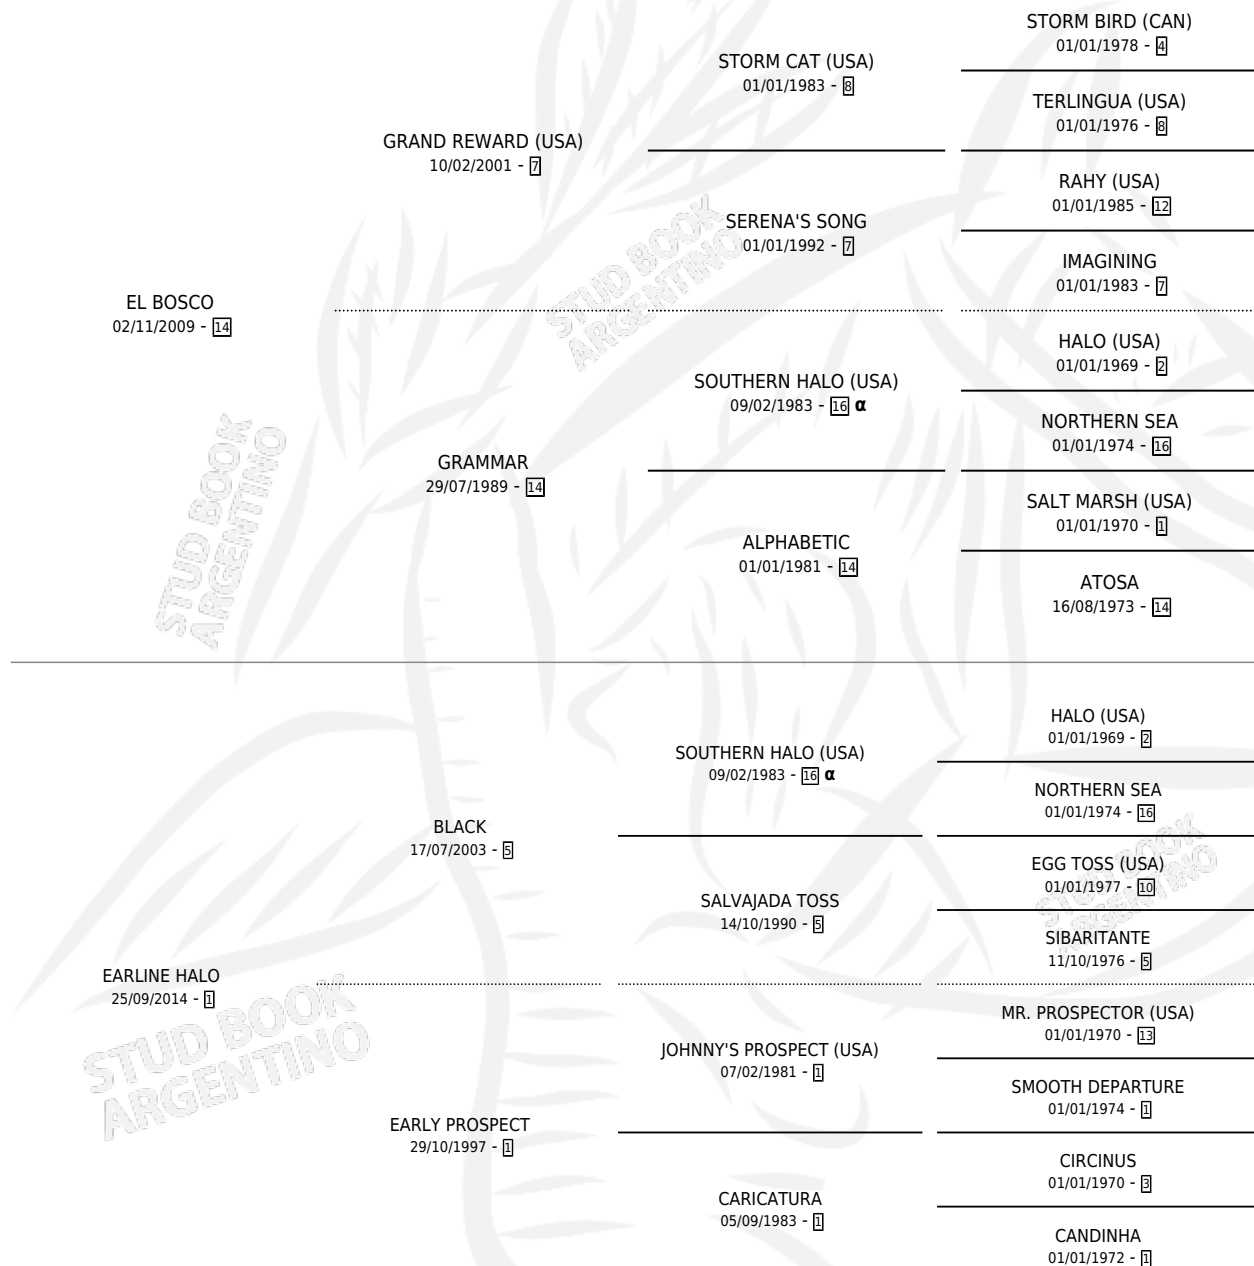 STORM BIRD (CAN)
01/01/1978 - 4
STORM CAT (USA)
01/01/1983 - 8
TERLINGUA (USA)
01/01/1976 - 8
GRAND REWARD (USA)
10/02/2001 - 7
RAHY (USA)
01/01/1985 - 12
SERENA'S SONG
01/01/1992 - 7
IMAGINING
01/01/1983 - 7
EL BOSCO
02/11/2009 - 14
HALO (USA)
01/01/1969 - 2
SOUTHERN HALO (USA)
09/02/1983 - 16 α
NORTHERN SEA
01/01/1974 - 16
GRAMMAR
29/07/1989 - 14
SALT MARSH (USA)
01/01/1970 - 1
ALPHABETIC
01/01/1981 - 14
ATOSA
16/08/1973 - 14
HALO (USA)
01/01/1969 - 2
SOUTHERN HALO (USA)
09/02/1983 - 16 α
NORTHERN SEA
01/01/1974 - 16
BLACK
17/07/2003 - 5
EGG TOSS (USA)
01/01/1977 - 10
SALVAJADA TOSS
14/10/1990 - 5
SIBARITANTE
11/10/1976 - 5
EARLINE HALO
25/09/2014 - 1
MR. PROSPECTOR (USA)
01/01/1970 - 13
JOHNNY'S PROSPECT (USA)
07/02/1981 - 1
SMOOTH DEPARTURE
01/01/1974 - 1
EARLY PROSPECT
29/10/1997 - 1
CIRCINUS
01/01/1970 - 3
CARICATURA
05/09/1983 - 1
CANDINHA
01/01/1972 - 1
STUD BOOK
ARGENTINO
STUD BOOK
ARGENTINO
STUD BOOK
ARGENTINO
STUD BOOK
ARGENTINO